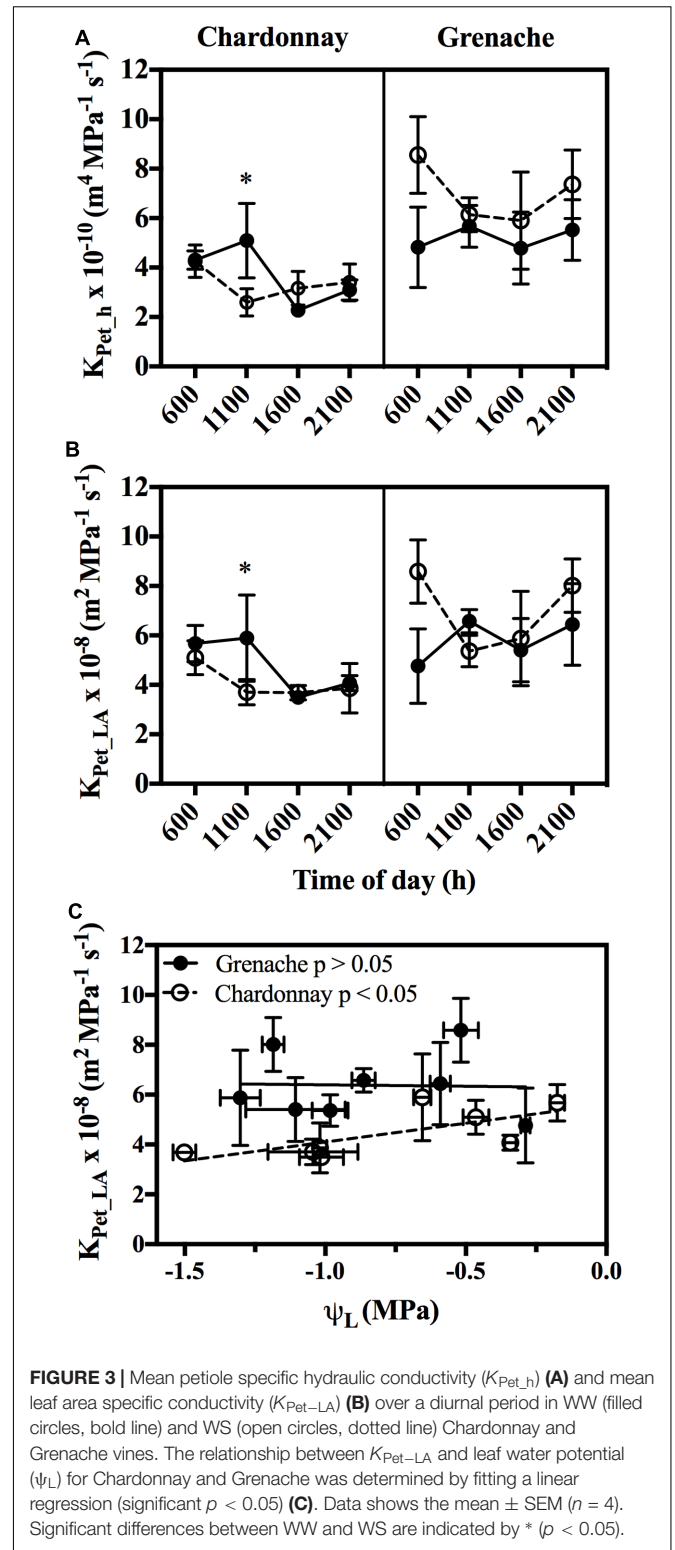 A
Chardonnay Grenache
K_Pet_h x 10^-10 (m^4 MPa^-1 s^-1)
12
10
8
6
4
2
0
*
600 1100 1600 2100 600 1100 1600 2100
B
K_Pet_LA x 10^-8 (m^2 MPa^-1 s^-1)
12
10
8
6
4
2
0
*
600 1100 1600 2100 600 1100 1600 2100
Time of day (h)
C
K_Pet_LA x 10^-8 (m^2 MPa^-1 s^-1)
12
10
8
6
4
2
0
Grenache p > 0.05
Chardonnay p < 0.05
-1.5 -1.0 -0.5 0.0
ψ_L (MPa)
FIGURE 3 | Mean petiole specific hydraulic conductivity (K_Pet_h) (A) and mean
leaf area specific conductivity (K_Pet–LA) (B) over a diurnal period in WW (filled
circles, bold line) and WS (open circles, dotted line) Chardonnay and
Grenache vines. The relationship between K_Pet–LA and leaf water potential
(ψ_L) for Chardonnay and Grenache was determined by fitting a linear
regression (significant p < 0.05) (C). Data shows the mean ± SEM (n = 4).
Significant differences between WW and WS are indicated by * (p < 0.05).